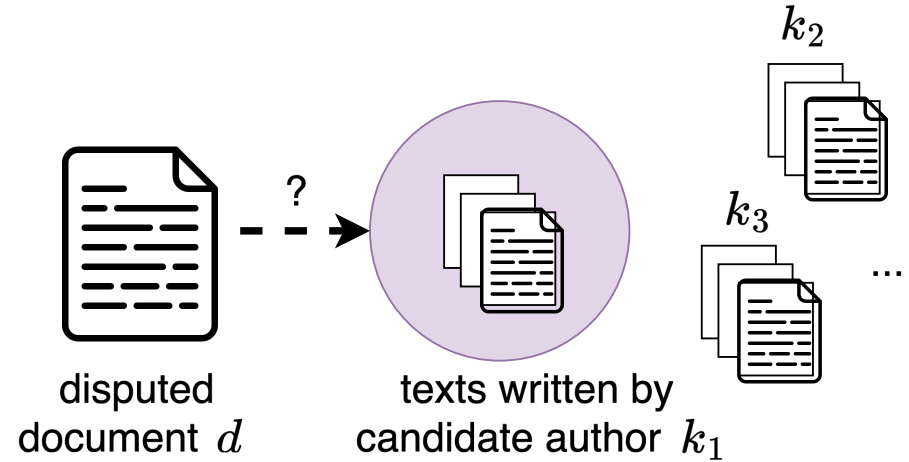 k₂
?
k₃
...
disputed
document d
texts written by
candidate author k₁